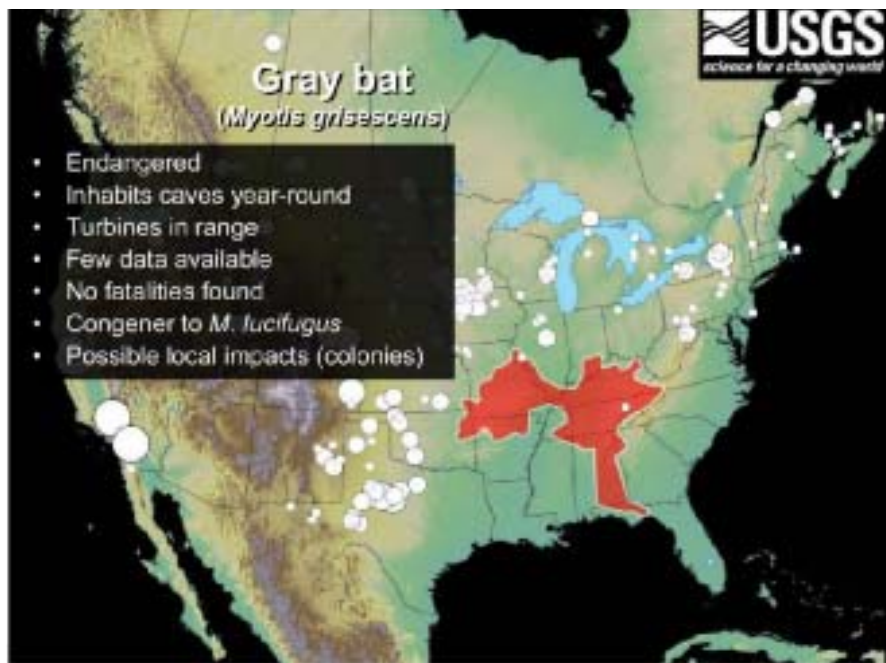 USGS
science for a changing world
Gray bat
(Myotis grisescens)
• Endangered
• Inhabits caves year-round
• Turbines in range
• Few data available
• No fatalities found
• Congener to M. lucifugus
• Possible local impacts (colonies)